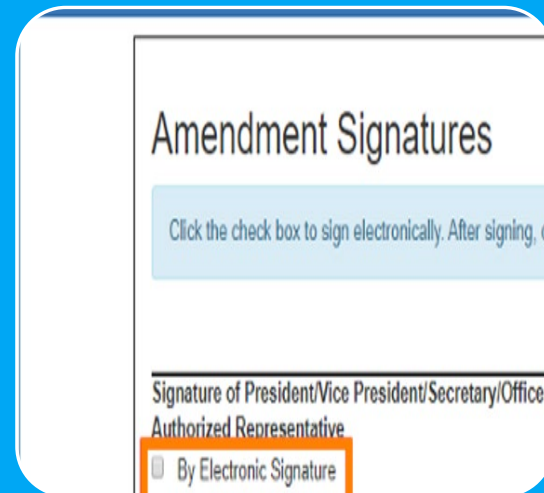 Amendment Signatures
Click the check box to sign electronically. After signing,
Signature of President/Vice President/Secretary/Office
Authorized Representative
By Electronic Signature